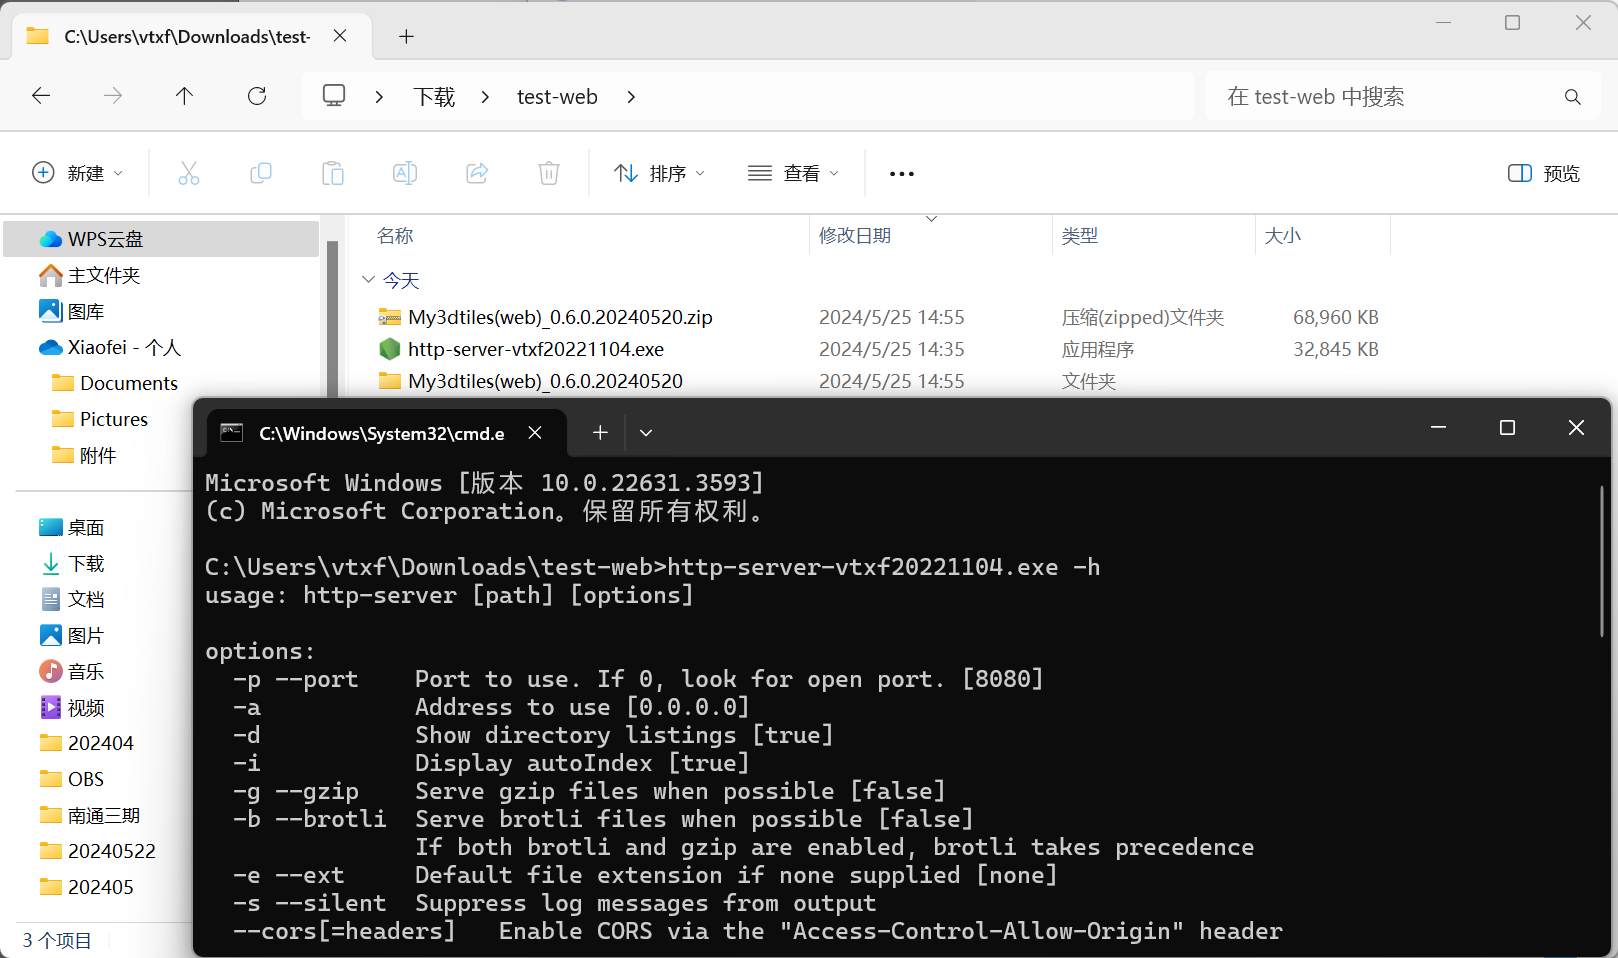 C:\Users\vtxf\Downloads\test-
下载
test-web
在 test-web 中搜索
新建
排序
查看
预览
名称
修改日期
类型
大小
今天
My3dtiles(web)_0.6.0.20240520.zip 2024/5/25 14:55 压缩(zipped)文件夹 68,960 KB
http-server-vtxf20221104.exe 2024/5/25 14:35 应用程序 32,845 KB
My3dtiles(web)_0.6.0.20240520 2024/5/25 14:55 文件夹
WPS云盘
主文件夹
图库
Xiaofei - 个人
Documents
Pictures
附件
桌面
下载
文档
图片
音乐
视频
202404
OBS
南通三期
20240522
202405
3 个项目
C:\Windows\System32\cmd.e
Microsoft Windows [版本 10.0.22631.3593]
(c) Microsoft Corporation。保留所有权利。
C:\Users\vtxf\Downloads\test-web>http-server-vtxf20221104.exe -h
usage: http-server [path] [options]
options:
-p --port Port to use. If 0, look for open port. [8080]
-a Address to use [0.0.0.0]
-d Show directory listings [true]
-i Display autoIndex [true]
-g --gzip Serve gzip files when possible [false]
-b --brotli Serve brotli files when possible [false]
If both brotli and gzip are enabled, brotli takes precedence
-e --ext Default file extension if none supplied [none]
-s --silent Suppress log messages from output
--cors[=headers] Enable CORS via the "Access-Control-Allow-Origin" header